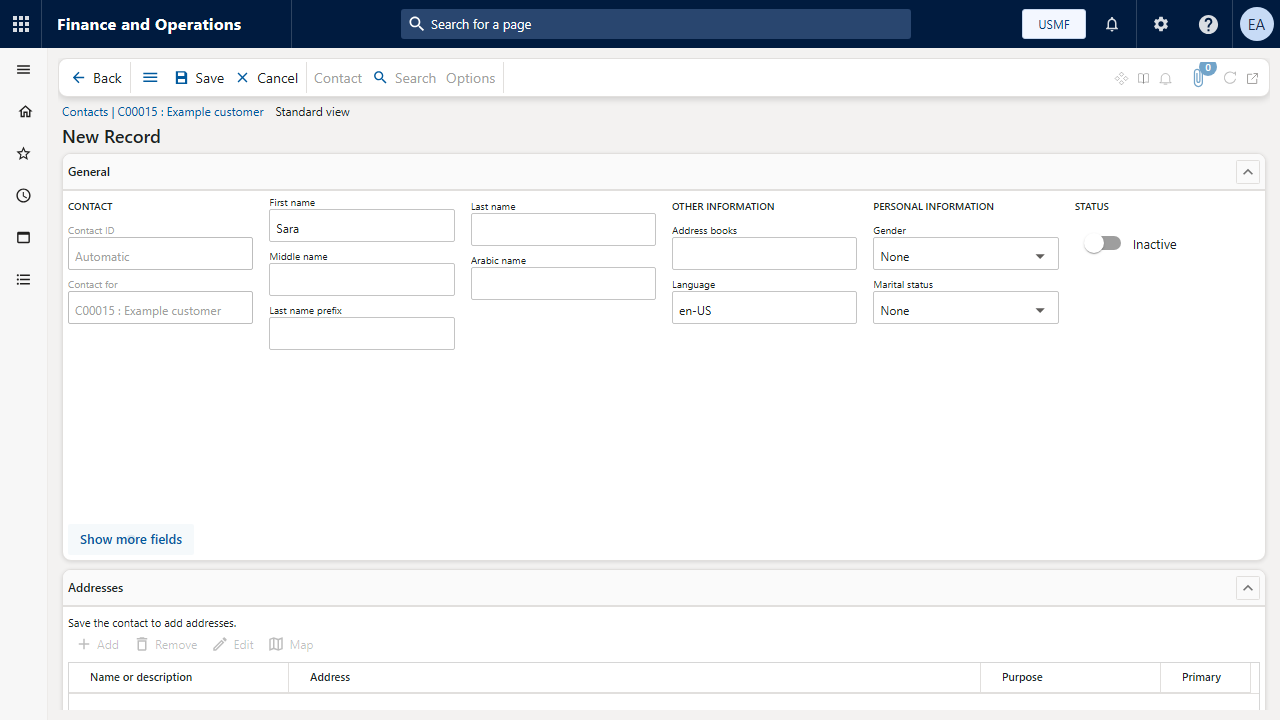 Finance and Operations
Search for a page
USMF
EA
Back
Save
Cancel
Contact
Search
Options
0
Contacts | C00015 : Example customer
Standard view
New Record
General
CONTACT
Contact ID
Automatic
Contact for
C00015 : Example customer
First name
Sara
Middle name
Last name prefix
Last name
Arabic name
OTHER INFORMATION
Address books
Language
en-US
PERSONAL INFORMATION
Gender
None
Marital status
None
STATUS
Inactive
Show more fields
Addresses
Save the contact to add addresses.
Add
Remove
Edit
Map
Name or description
Address
Purpose
Primary